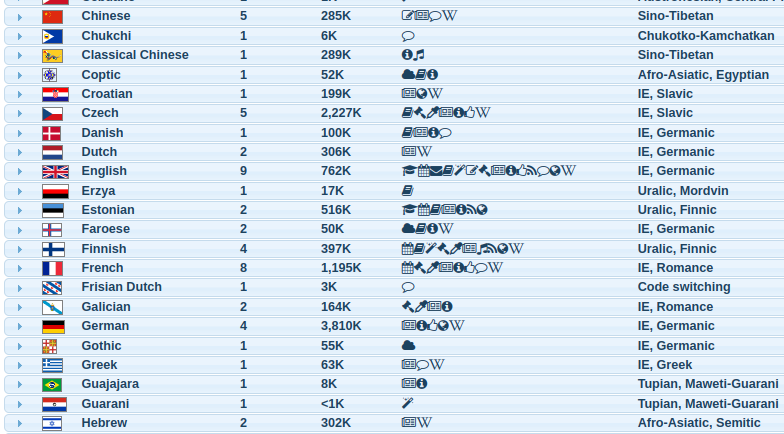 Chinese 5 285K W Sino-Tibetan
Chukchi 1 6K Chukotko-Kamchatkan
Classical Chinese 1 289K Sino-Tibetan
Coptic 1 52K Afro-Asiatic, Egyptian
Croatian 1 199K W IE, Slavic
Czech 5 2,227K W IE, Slavic
Danish 1 100K IE, Germanic
Dutch 2 306K W IE, Germanic
English 9 762K W IE, Germanic
Erzya 1 17K Uralic, Mordvin
Estonian 2 516K Uralic, Finnic
Faroese 2 50K W IE, Germanic
Finnish 4 397K W Uralic, Finnic
French 8 1,195K W IE, Romance
Frisian Dutch 1 3K Code switching
Galician 2 164K IE, Romance
German 4 3,810K W IE, Germanic
Gothic 1 55K IE, Germanic
Greek 1 63K W IE, Greek
Guajajara 1 8K Tupian, Maweti-Guarani
Guarani 1 <1K Tupian, Maweti-Guarani
Hebrew 2 302K W Afro-Asiatic, Semitic